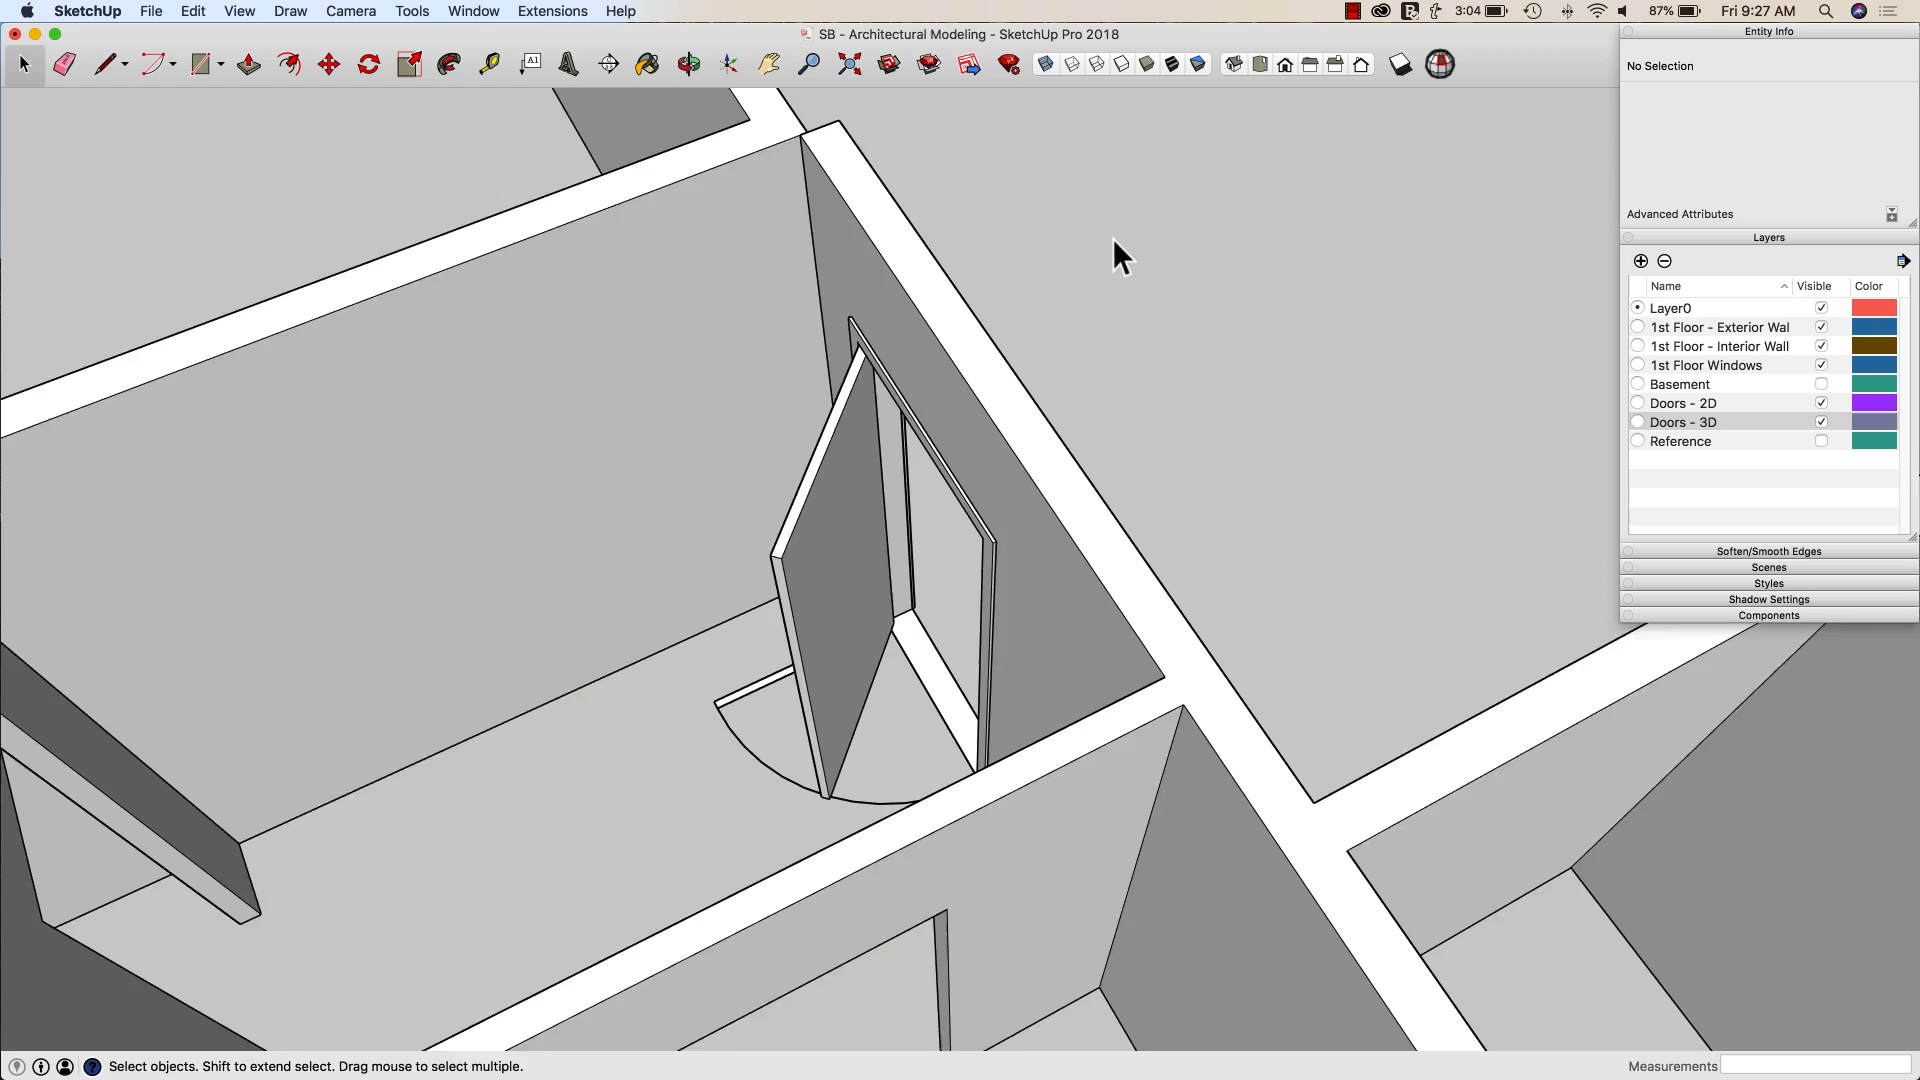 SketchUp File Edit View Draw Camera Tools Window Extensions Help 3:04 87% Fri 9:27 AM
SB - Architectural Modeling - SketchUp Pro 2018
Entity Info
No Selection
A1
Advanced Attributes
Layers
Name Visible Color
Layer0
1st Floor - Exterior Wal
1st Floor - Interior Wall
1st Floor Windows
Basement
Doors - 2D
Doors - 3D
Reference
Soften/Smooth Edges
Scenes
Styles
Shadow Settings
Components
Select objects. Shift to extend select. Drag mouse to select multiple.
Measurements